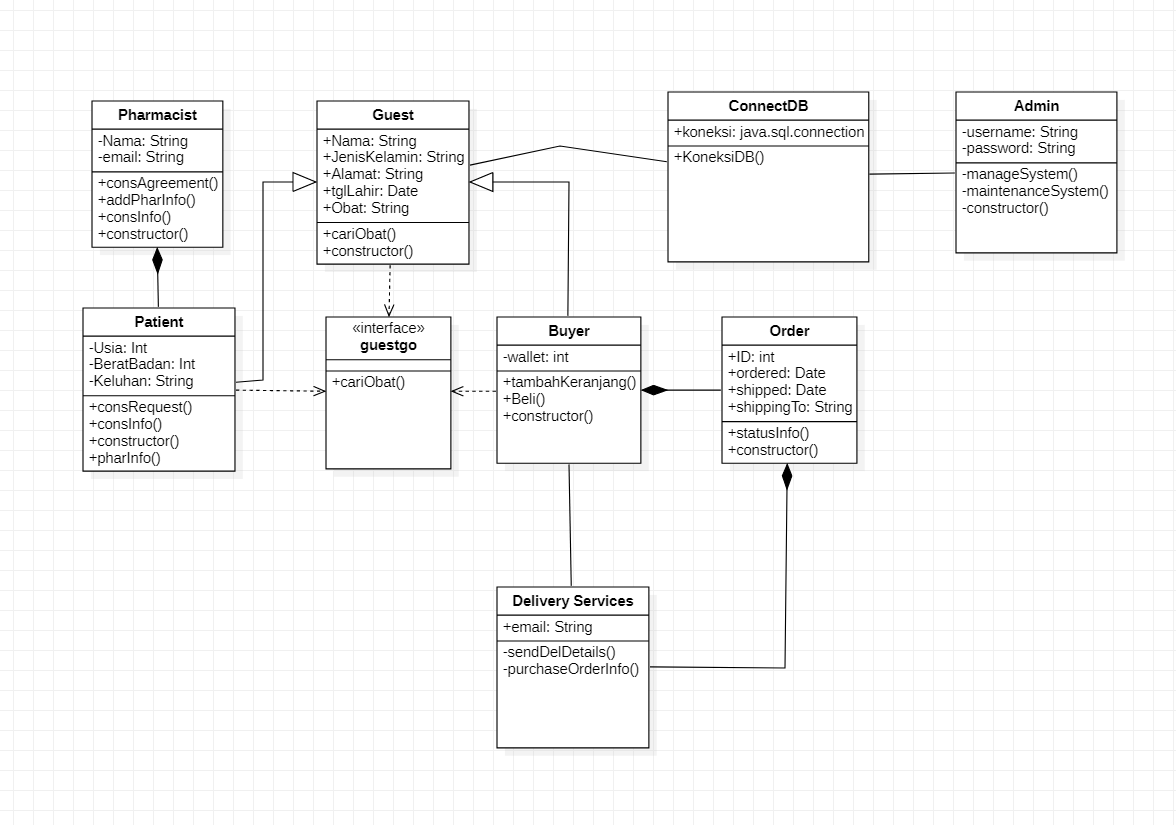 Pharmacist
-Nama: String
-email: String
+consAgreement()
+addPharInfo()
+consInfo()
+constructor()
Guest
+Nama: String
+JenisKelamin: String
+Alamat: String
+tglLahir: Date
+Obat: String
+cariObat()
+constructor()
ConnectDB
+koneksi: java.sql.connection
+KoneksiDB()
Admin
-username: String
-password: String
-manageSystem()
-maintenanceSystem()
-constructor()
Patient
-Usia: Int
-BeratBadan: Int
-Keluhan: String
+consRequest()
+consInfo()
+constructor()
+pharInfo()
«interface»
guestgo
+cariObat()
Buyer
-wallet: int
+tambahKeranjang()
+Beli()
+constructor()
Order
+ID: int
+ordered: Date
+shipped: Date
+shippingTo: String
+statusInfo()
+constructor()
Delivery Services
+email: String
-sendDelDetails()
-purchaseOrderInfo()